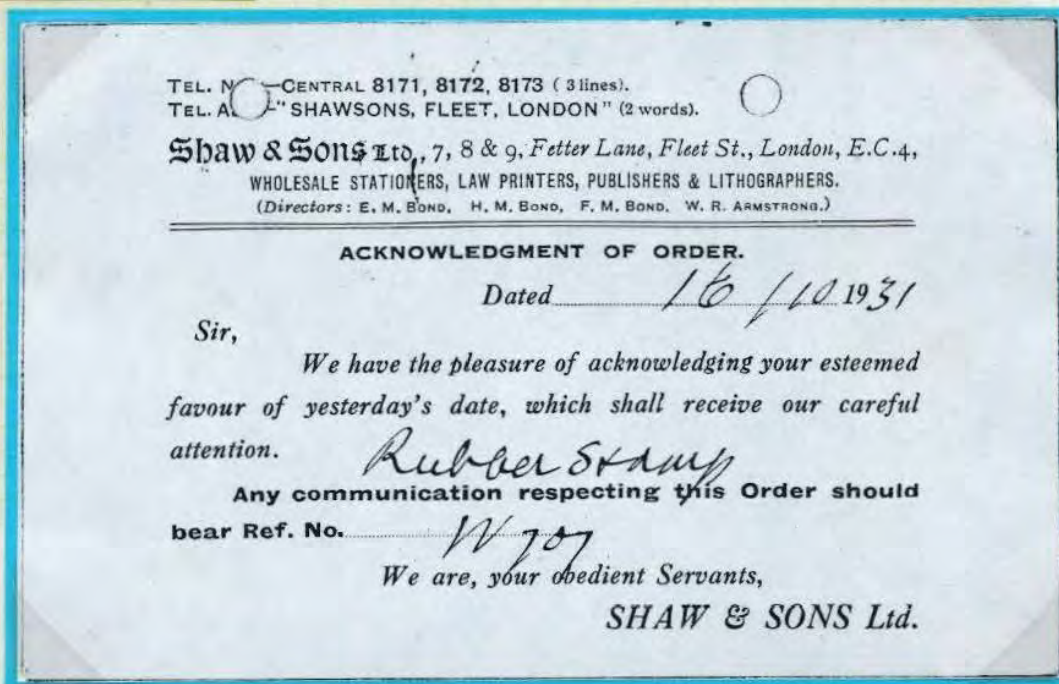 TEL. N —CENTRAL 8171, 8172, 8173 (3 lines).
TEL. A. —"SHAWSONS, FLEET, LONDON" (2 words).
Shaw & Sons Ltd., 7, 8 & 9, Fetter Lane, Fleet St., London, E.C.4,
WHOLESALE STATIONERS, LAW PRINTERS, PUBLISHERS & LITHOGRAPHERS.
(Directors: E. M. BOND, H. M. BOND, F. M. BOND, W. R. ARMSTRONG.)
ACKNOWLEDGMENT OF ORDER.
Dated 16/10 1931
Sir,
We have the pleasure of acknowledging your esteemed
favour of yesterday's date, which shall receive our careful
attention. Rubber Stamp
Any communication respecting this Order should
bear Ref. No.
We are, your obedient Servants,
SHAW & SONS Ltd.